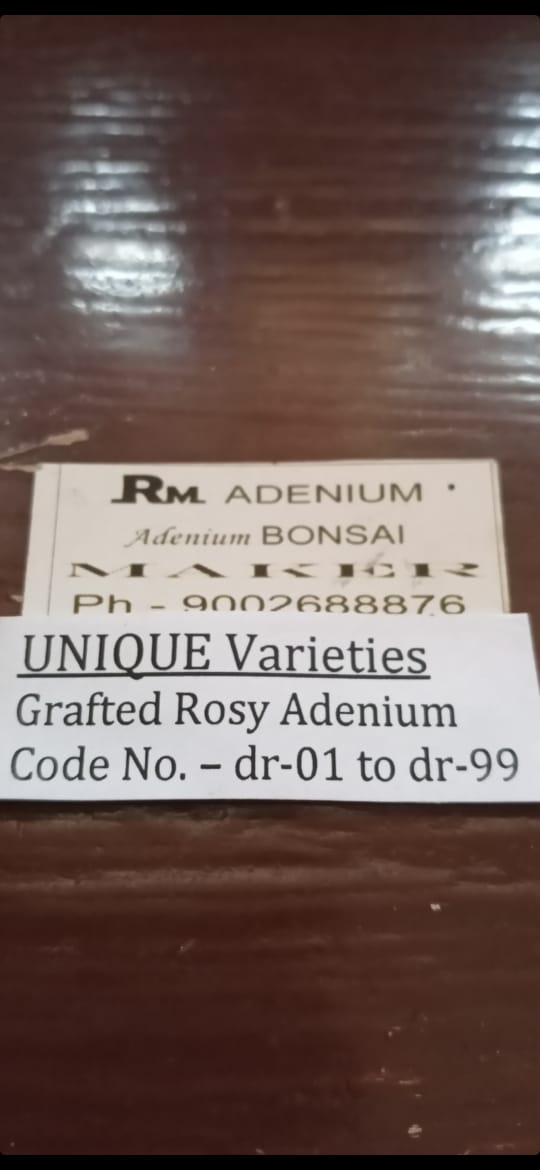 RM ADENIUM
Adenium BONSAI
MAKER
Ph - 9002688876
UNIQUE Varieties
Grafted Rosy Adenium
Code No. – dr-01 to dr-99